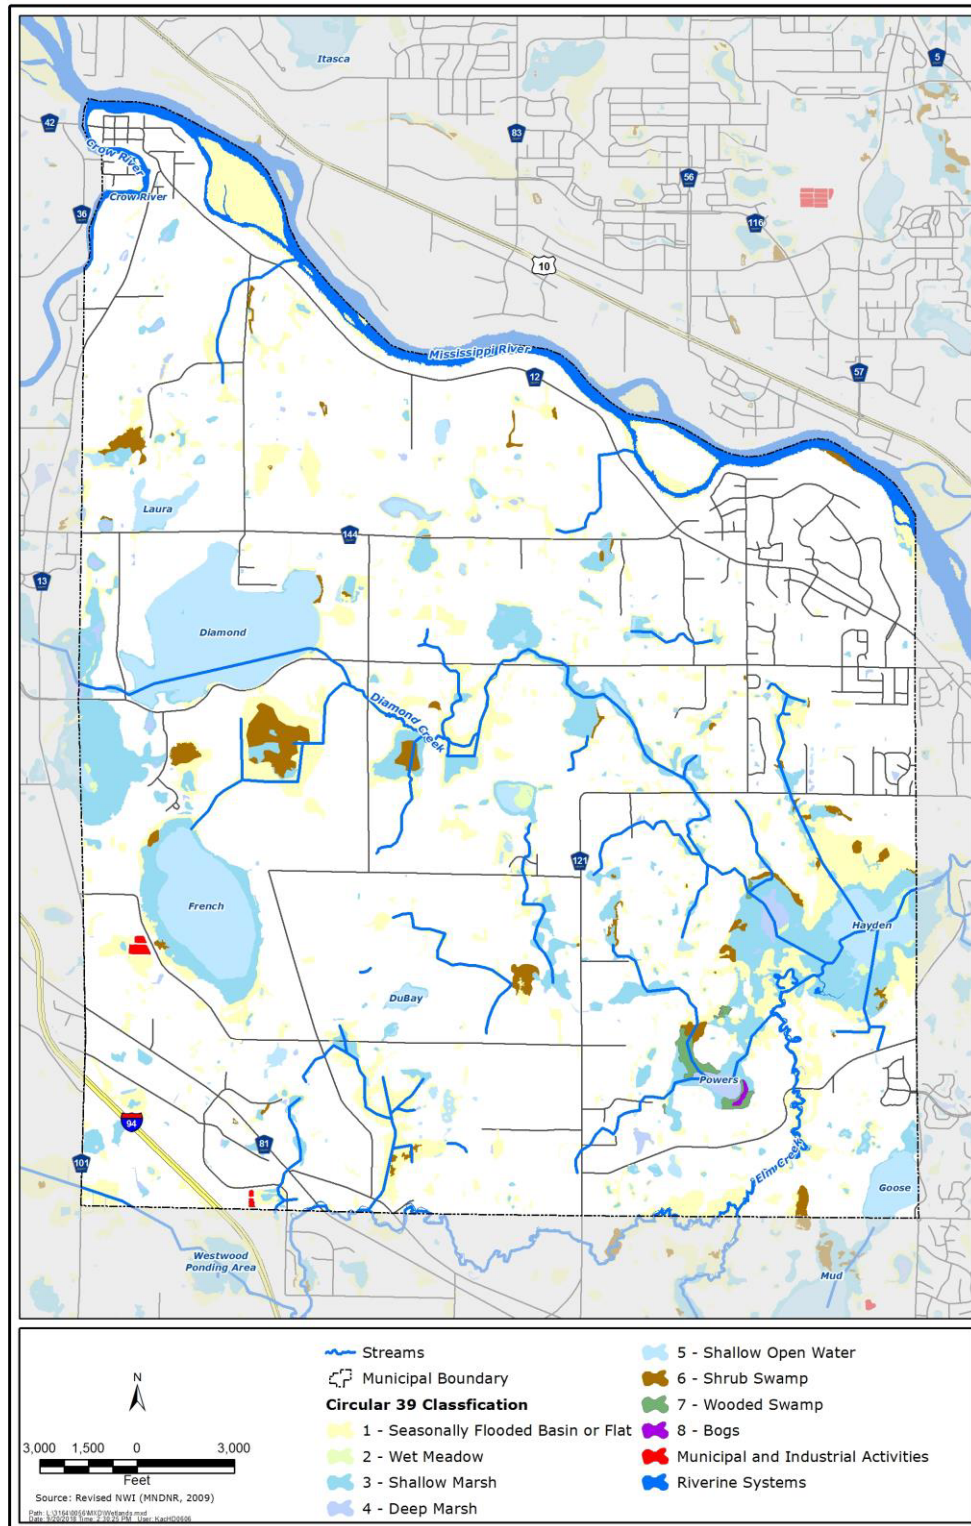 Itasca
5
42
83
Crow River
56
Crow River
36
116
10
Mississippi River
12
57
Laura
144
13
Diamond
Diamond Creek
121
French
Hayden
DuBay
Powers
94
81
101
Elm Creek
Goose
Westwood
Ponding Area
Mud
N
3,000 1,500 0 3,000
Feet
Source: Revised NWI (MNDNR, 2009)
Streams
Municipal Boundary
Circular 39 Classfication
1 - Seasonally Flooded Basin or Flat
2 - Wet Meadow
3 - Shallow Marsh
4 - Deep Marsh
5 - Shallow Open Water
6 - Shrub Swamp
7 - Wooded Swamp
8 - Bogs
Municipal and Industrial Activities
Riverine Systems